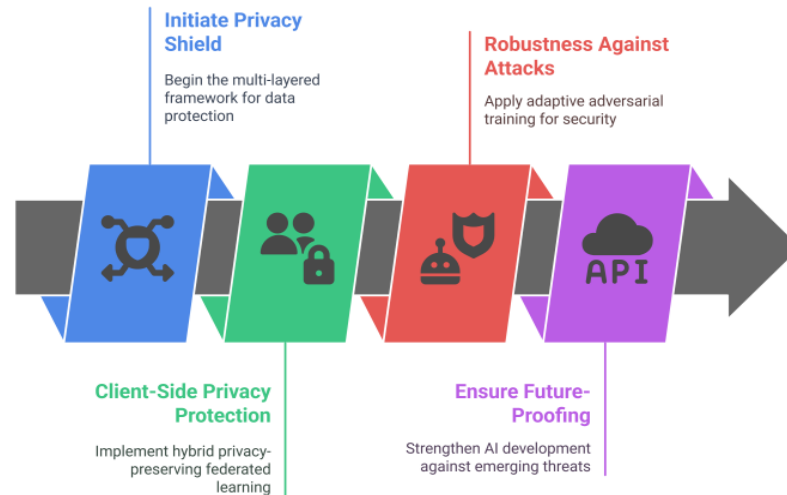 Initiate Privacy
Shield
Begin the multi-layered
framework for data
protection
Robustness Against
Attacks
Apply adaptive adversarial
training for security
API
Client-Side Privacy
Protection
Implement hybrid privacy-
preserving federated
learning
Ensure Future-
Proofing
Strengthen AI development
against emerging threats